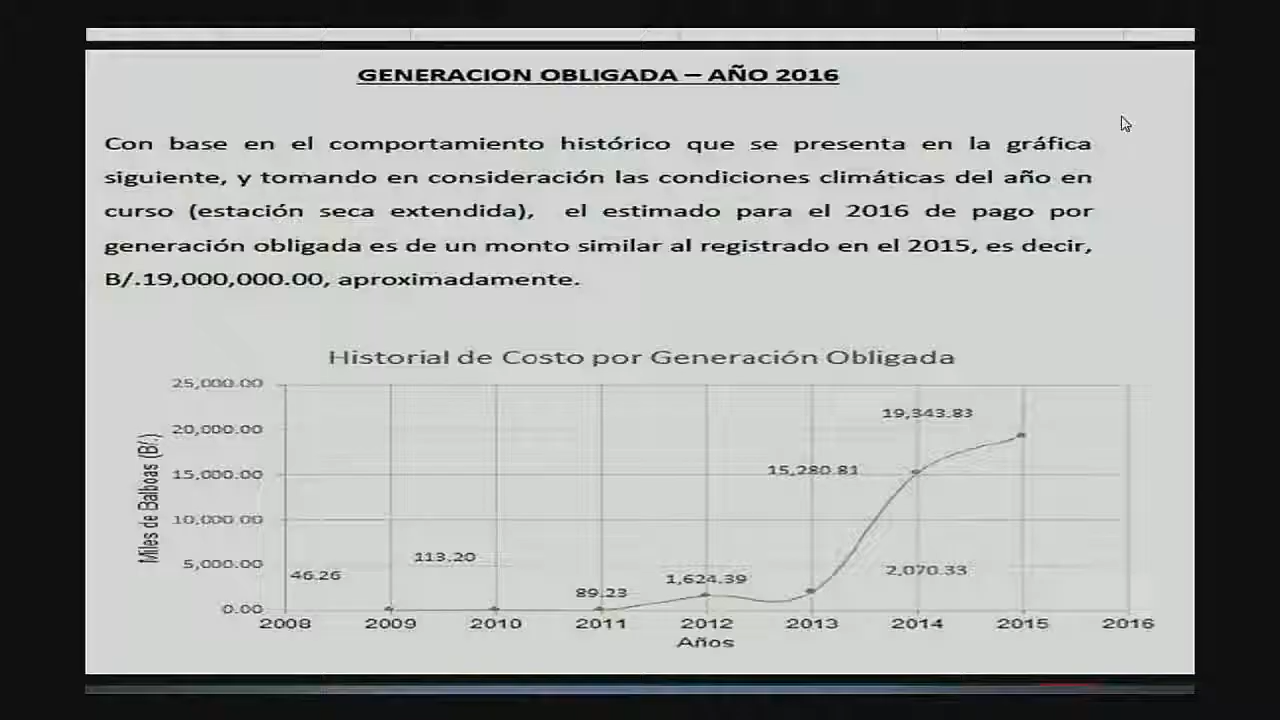 GENERACION OBLIGADA – AÑO 2016
Con base en el comportamiento histórico que se presenta en la gráfica
siguiente, y tomando en consideración las condiciones climáticas del año en
curso (estación seca extendida), el estimado para el 2016 de pago por
generación obligada es de un monto similar al registrado en el 2015, es decir,
B/.19,000,000.00, aproximadamente.
Historial de Costo por Generación Obligada
Miles de Balboas (B/.)
25,000.00
20,000.00
15,000.00
10,000.00
5,000.00
0.00
46.26
113.20
89.23
1,624.39
2,070.33
15,280.81
19,343.83
2008 2009 2010 2011 2012 2013 2014 2015 2016
Años